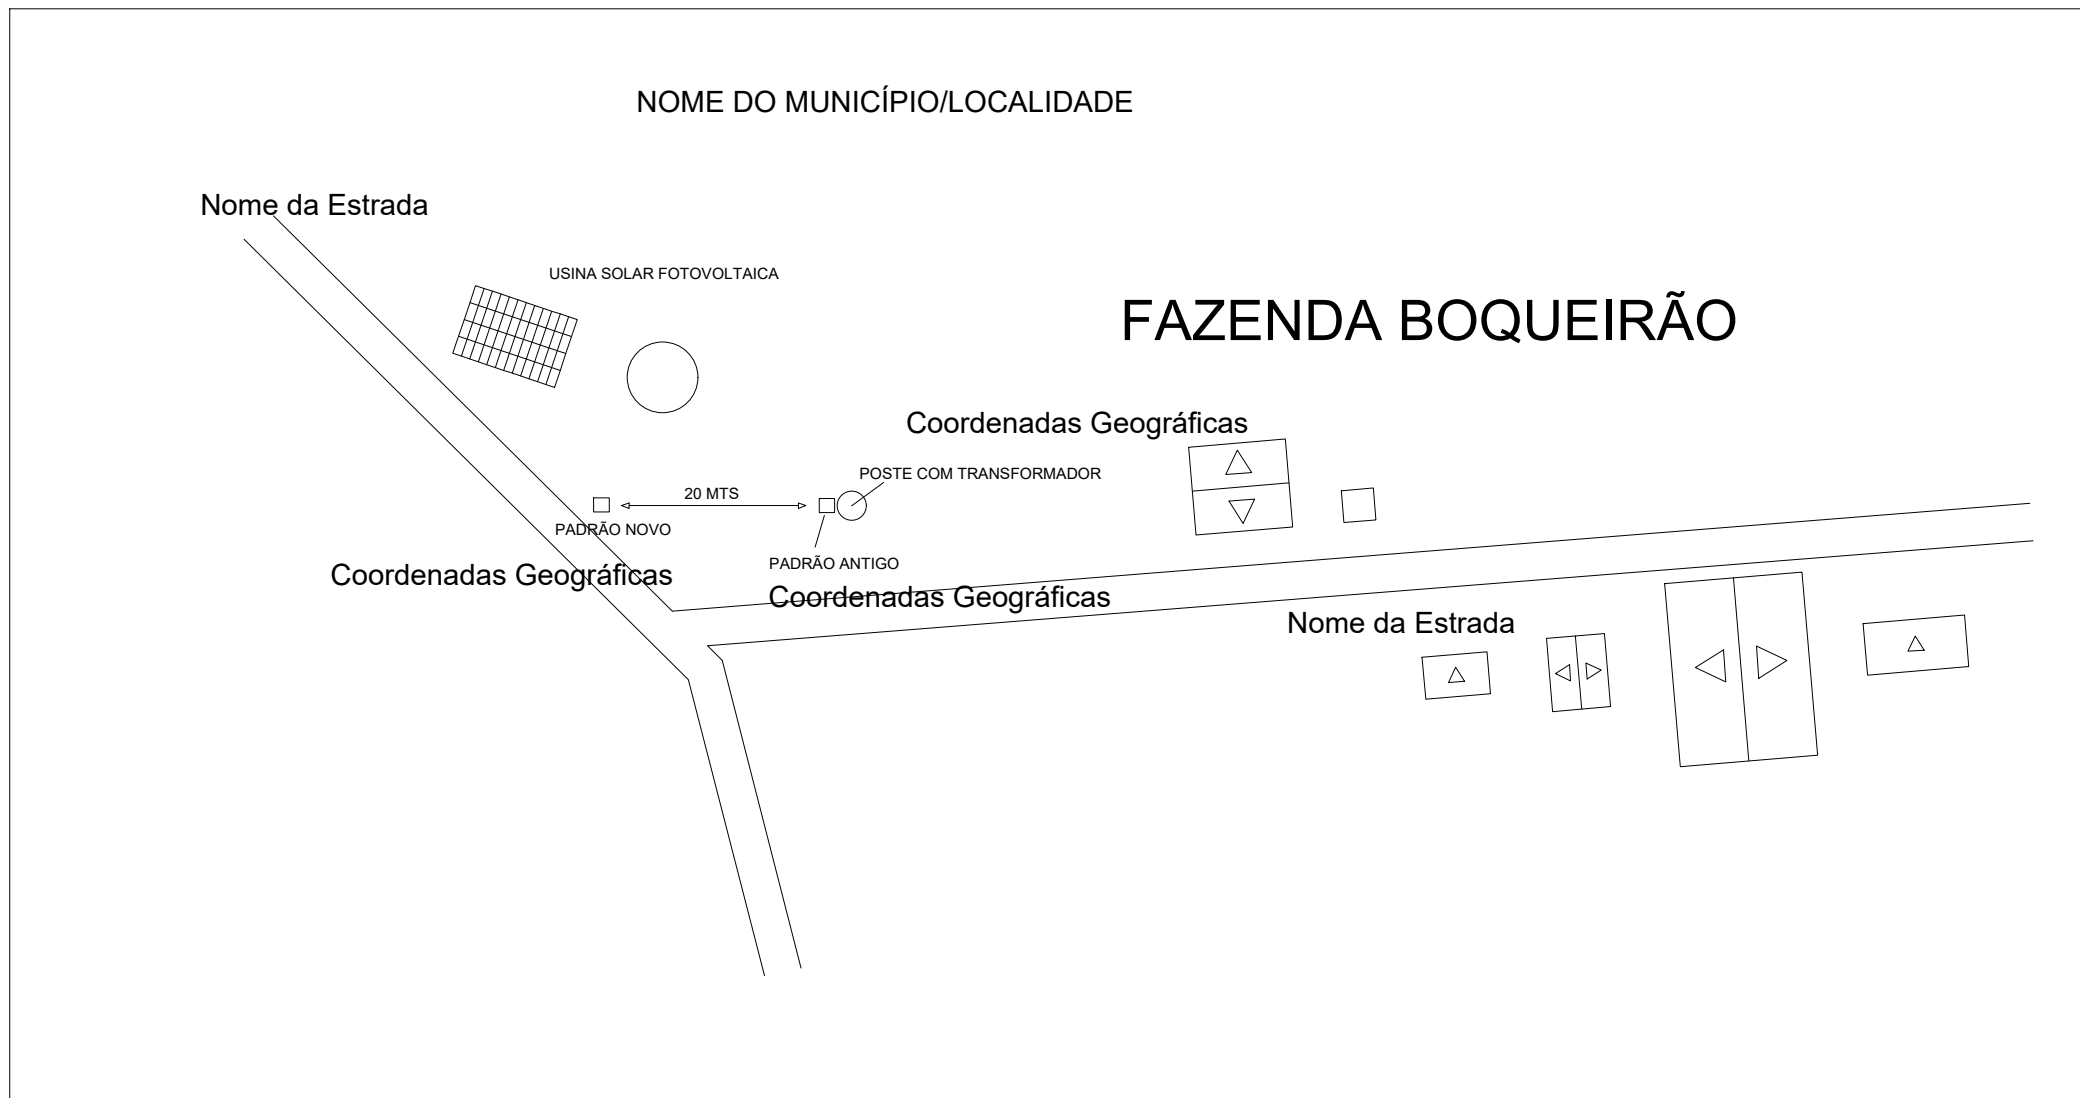 NOME DO MUNICÍPIO/LOCALIDADE
Nome da Estrada
USINA SOLAR FOTOVOLTAICA
FAZENDA BOQUEIRÃO
Coordenadas Geográficas
POSTE COM TRANSFORMADOR
20 MTS
PADRÃO NOVO
PADRÃO ANTIGO
Coordenadas Geográficas
Coordenadas Geográficas
Nome da Estrada